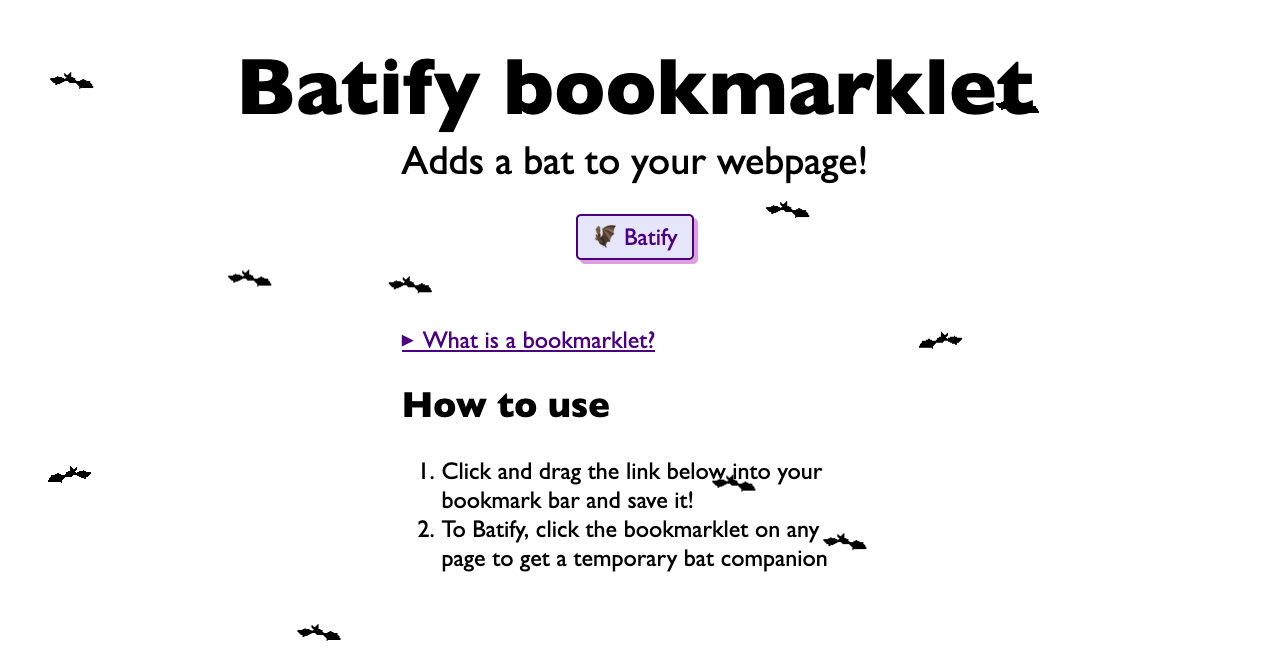 Batify bookmarklet
Adds a bat to your webpage!
🦇 Batify
▶ What is a bookmarklet?
How to use
1. Click and drag the link below into your
bookmark bar and save it!
2. To Batify, click the bookmarklet on any
page to get a temporary bat companion